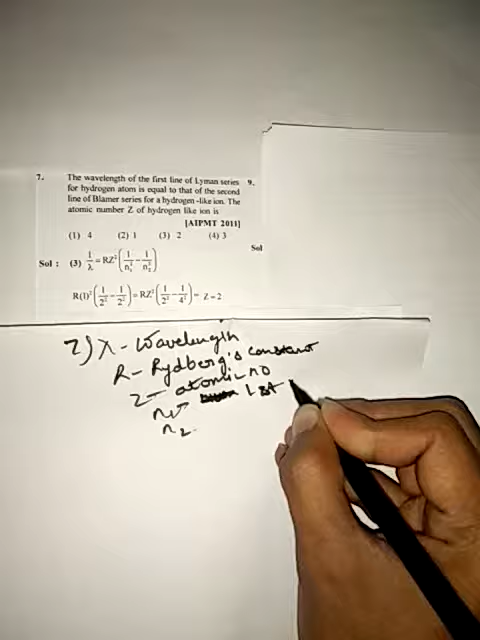 7. The wavelength of the first line of Lyman series
for hydrogen atom is equal to that of the second
line of Blamer series for a hydrogen-like ion. The
atomic number Z of hydrogen like ion is
[AIPMT 2011]
(1) 4 (2) 1 (3) 2 (4) 3
Sol : (3) 1/λ = RZ² (1/n₁² − 1/n₂²)
R(1)² (1/2² − 1/2²) = RZ² (1/2² − 1/4²) = Z = 2
9.
Sol
7) λ - Wavelength
R - Rydberg's constant
Z - atomic no
n₁ - 1st
n₂